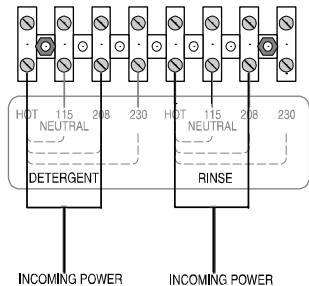 HOT 115 208 230 HOT 115 208 230
NEUTRAL NEUTRAL
DETERGENT RINSE
INCOMING POWER INCOMING POWER